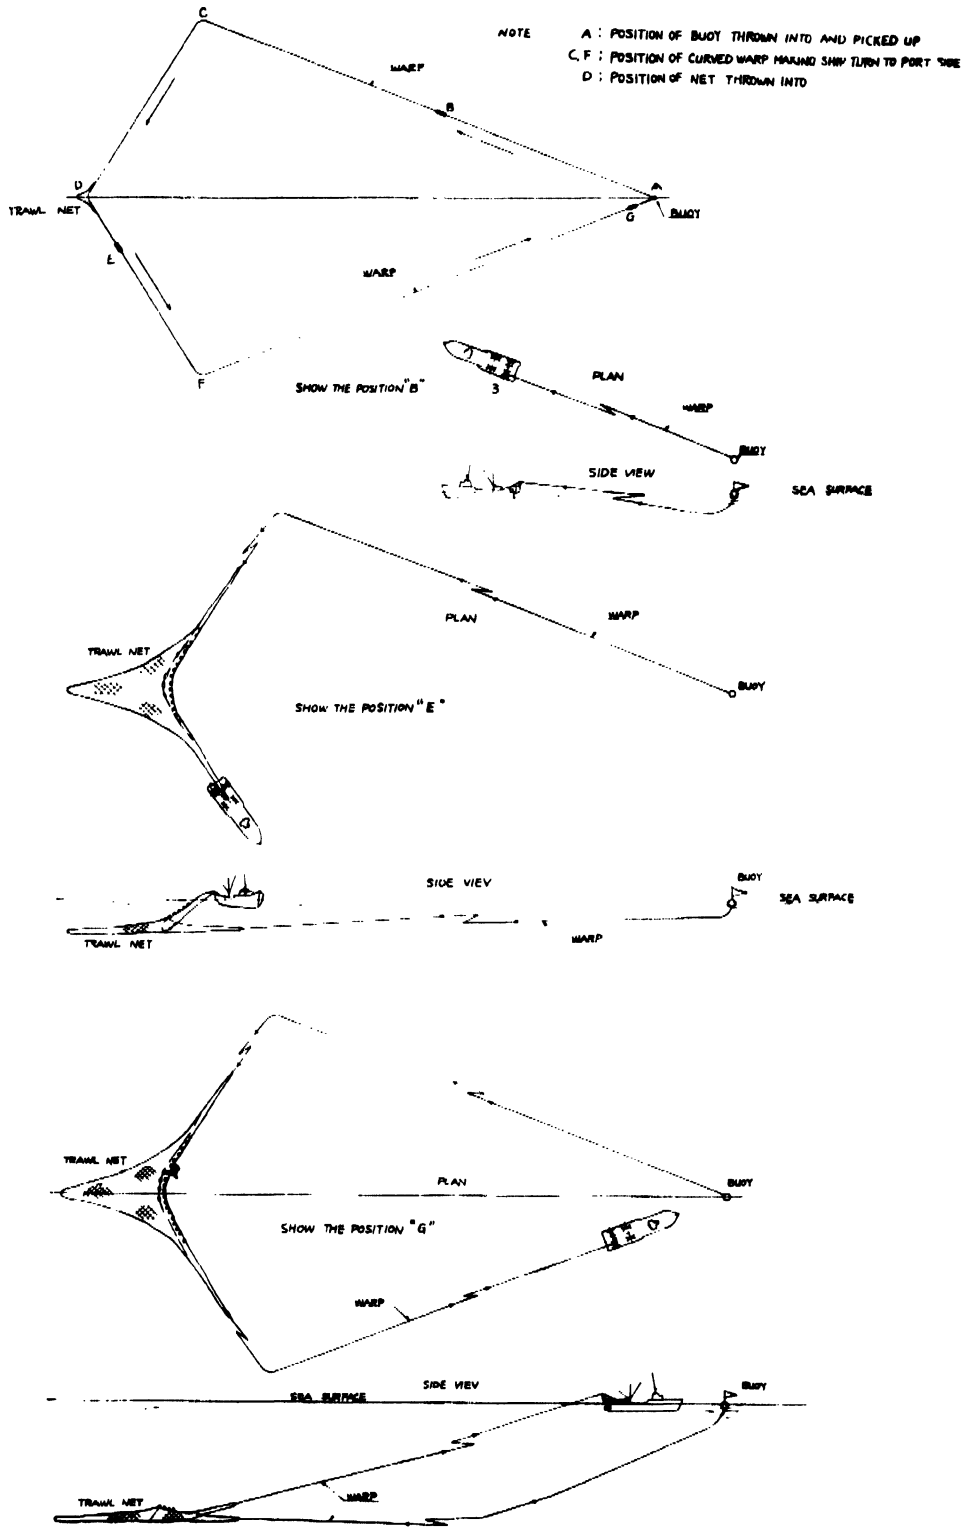 C
NOTE A ; POSITION OF BUOY THROWN INTO AND PICKED UP
C, F ; POSITION OF CURVED WARP MAKING SHIP TURN TO PORT SIDE
D ; POSITION OF NET THROWN INTO
WARP
B
D
A
TRAWL NET
G
BUOY
E
WARP
F
SHOW THE POSITION "B"
3
PLAN
WARP
BUOY
SIDE VIEW
SEA SURFACE
WARP
PLAN
TRAWL NET
BUOY
SHOW THE POSITION "E"
SIDE VIEV
BUOY
SEA SURFACE
TRAWL NET
WARP
TRAWL NET
PLAN
BUOY
SHOW THE POSITION "G"
WARP
SEA SURFACE
SIDE VIEV
BUOY
WARP
TRAWL NET